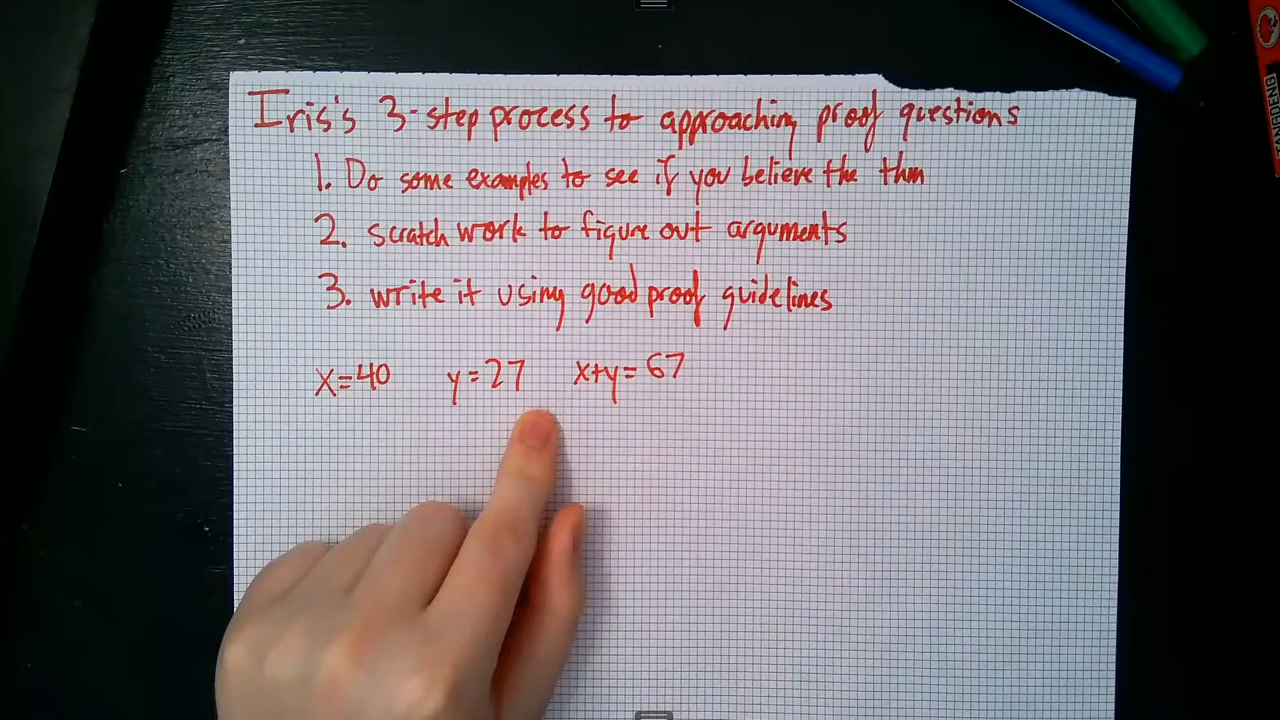 Iris's 3-step process to approaching proof questions
1. Do some examples to see if you believe the thm
2. scratch work to figure out arguments
3. write it using good proof guidelines
x=40 y=27 x+y=67